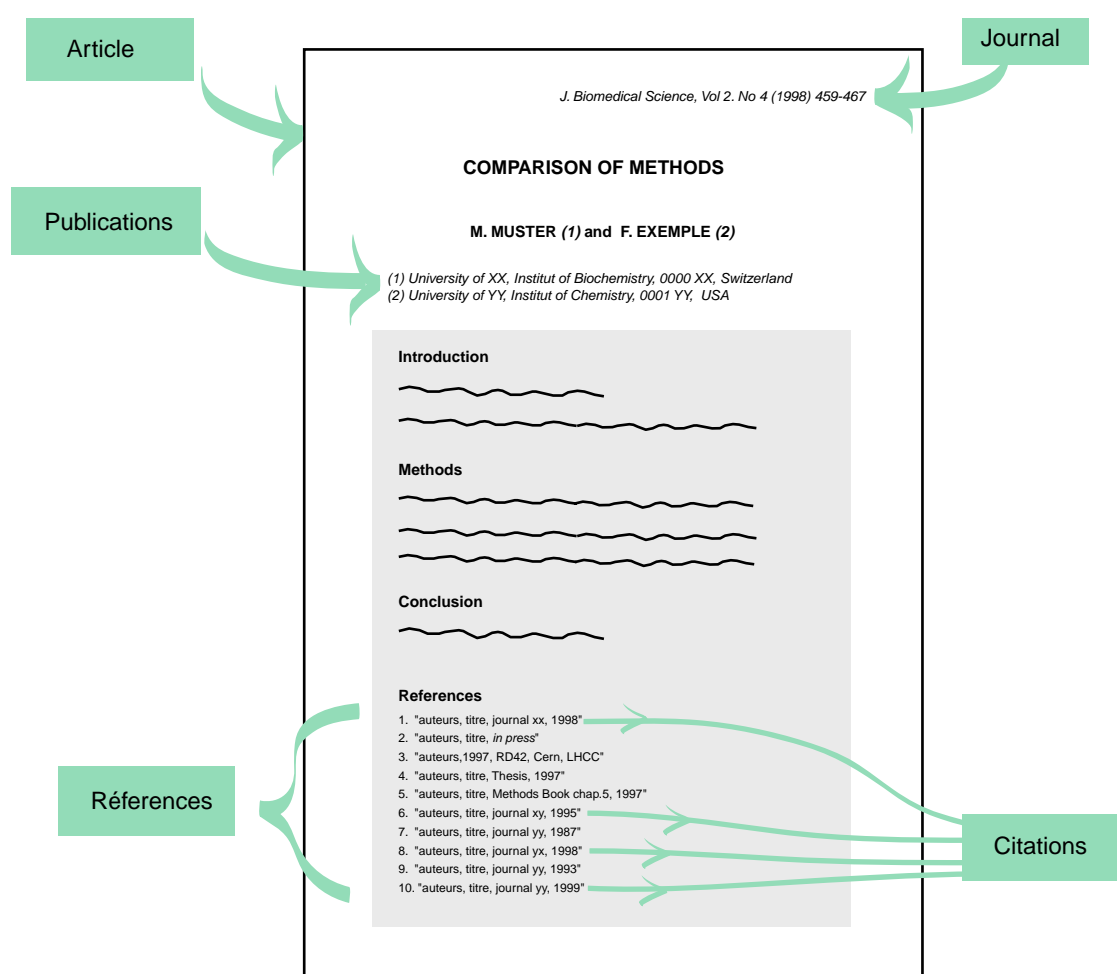 Article
Journal
J. Biomedical Science, Vol 2. No 4 (1998) 459-467
COMPARISON OF METHODS
Publications
M. MUSTER (1) and F. EXEMPLE (2)
(1) University of XX, Institut of Biochemistry, 0000 XX, Switzerland
(2) University of YY, Institut of Chemistry, 0001 YY, USA
Introduction
Methods
Conclusion
References
1. "auteurs, titre, journal xx, 1998"
2. "auteurs, titre, in press"
3. "auteurs,1997, RD42, Cern, LHCC"
4. "auteurs, titre, Thesis, 1997"
5. "auteurs, titre, Methods Book chap.5, 1997"
6. "auteurs, titre, journal xy, 1995"
7. "auteurs, titre, journal yy, 1987"
8. "auteurs, titre, journal yx, 1998"
9. "auteurs, titre, journal yy, 1993"
10. "auteurs, titre, journal yy, 1999"
Réferences
Citations